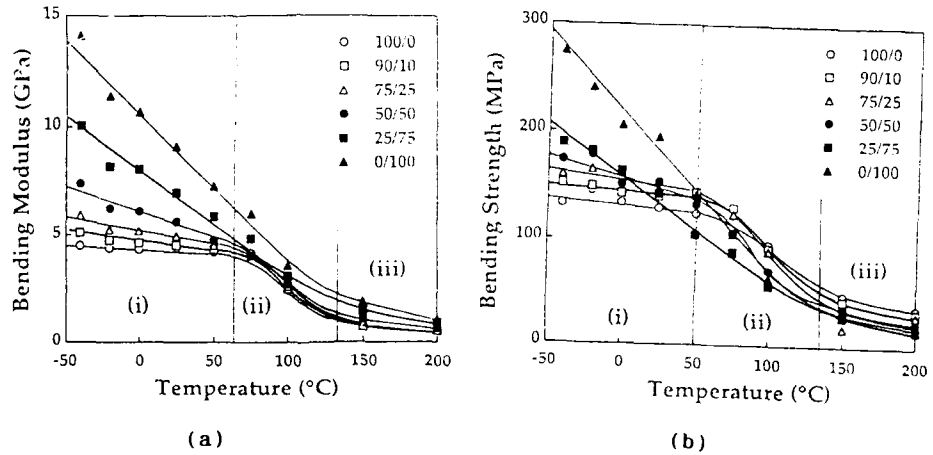 15
10
5
0
-50
0
50
100
150
200
Bending Modulus (GPa)
Temperature (°C)
100/0
90/10
75/25
50/50
25/75
0/100
(i)
(ii)
(iii)
(a)
300
200
100
0
-50
0
50
100
150
200
Bending Strength (MPa)
Temperature (°C)
100/0
90/10
75/25
50/50
25/75
0/100
(i)
(ii)
(iii)
(b)